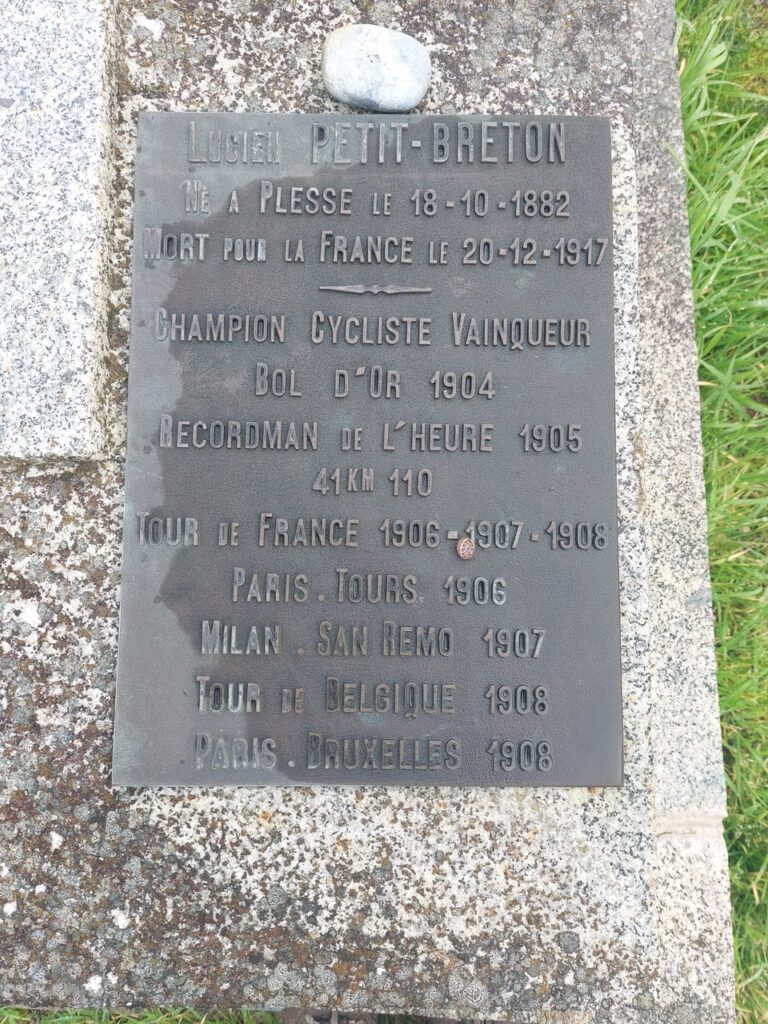 LUCIEN PETIT-BRETON
NÉ A PLESSE LE 18-10-1882
MORT POUR LA FRANCE LE 20-12-1917
CHAMPION CYCLISTE VAINQUEUR
BOL D'OR 1904
RECORDMAN DE L'HEURE 1905
41KM 110
TOUR DE FRANCE 1906-1907-1908
PARIS.TOURS 1906
MILAN.SAN REMO 1907
TOUR DE BELGIQUE 1908
PARIS.BRUXELLES 1908